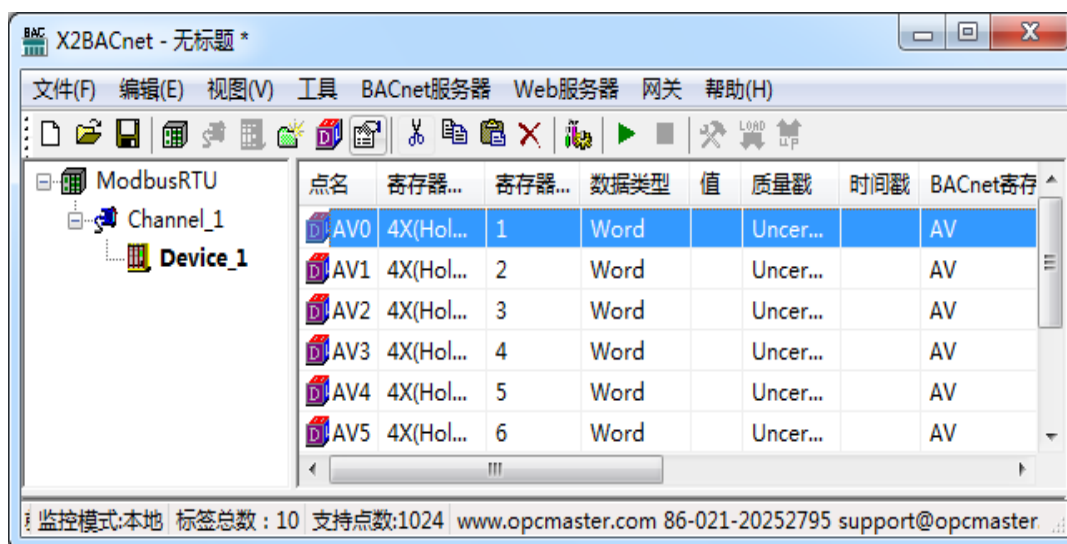 X2BACnet - 无标题 *
文件(F) 编辑(E) 视图(V) 工具 BACnet服务器 Web服务器 网关 帮助(H)
ModbusRTU
Channel_1
Device_1
点名 寄存器... 寄存器... 数据类型 值 质量戳 时间戳 BACnet寄存
AV0 4X(Hol... 1 Word Uncer... AV
AV1 4X(Hol... 2 Word Uncer... AV
AV2 4X(Hol... 3 Word Uncer... AV
AV3 4X(Hol... 4 Word Uncer... AV
AV4 4X(Hol... 5 Word Uncer... AV
AV5 4X(Hol... 6 Word Uncer... AV
监控模式:本地 标签总数：10 支持点数:1024 www.opcmaster.com 86-021-20252795 support@opcmaster.